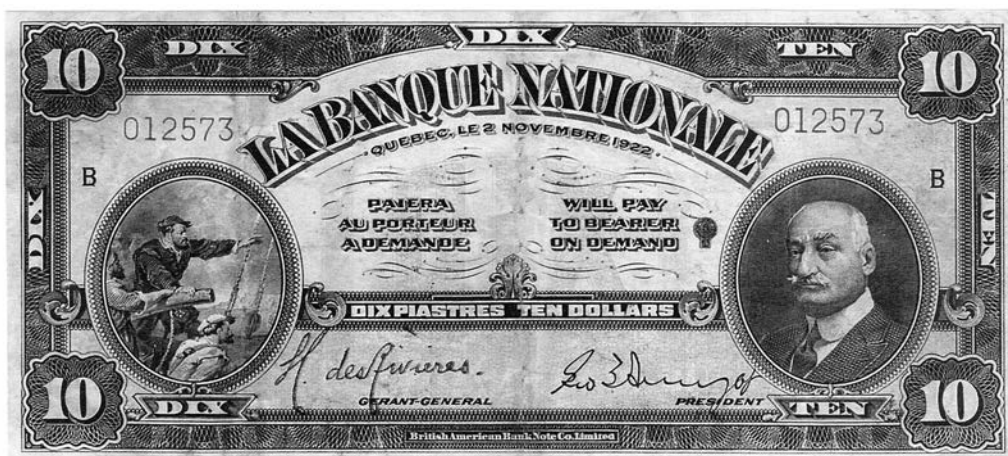 DIX DIX TEN
10 10
LA BANQUE NATIONALE
QUEBEC, LE 2 NOVEMBRE 1922
012573 012573
B B
PAIERA
AU PORTEUR
A DEMANDE
WILL PAY
TO BEARER
ON DEMAND
DIX TEN
DIX PIASTRES TEN DOLLARS
H. des Rivieres.
GERANT-GENERAL PRESIDENT
10 10
DIX TEN
British American Bank Note Co. Limited